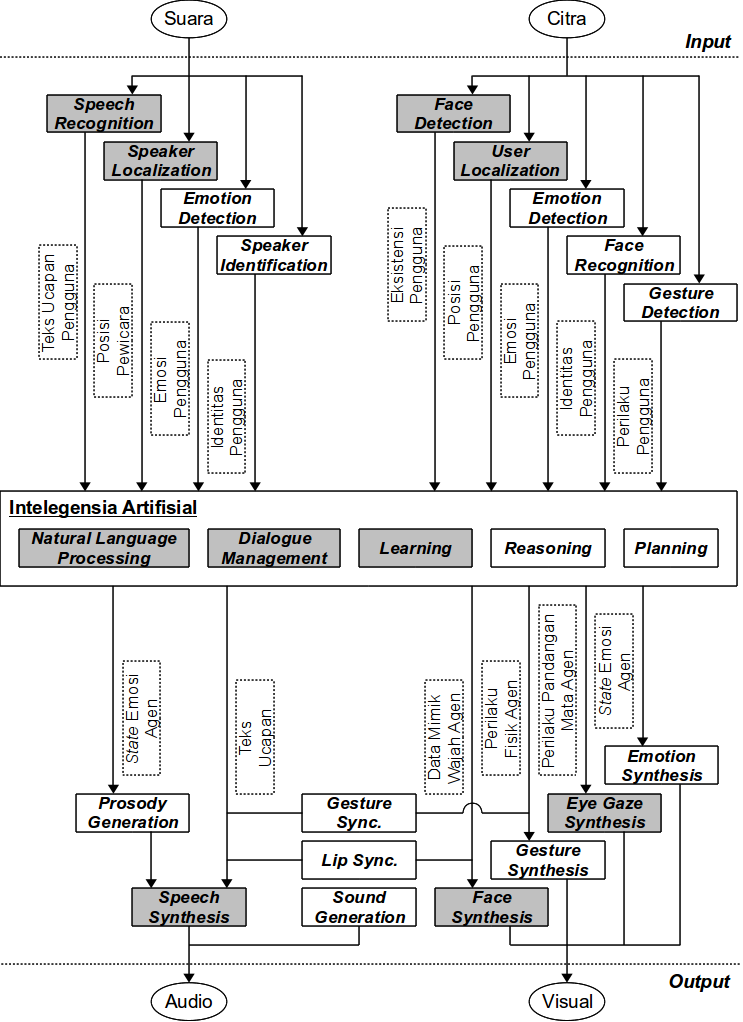 Suara
Citra
Input
Speech
Recognition
Face
Detection
Speaker
Localization
User
Localization
Emotion
Detection
Emotion
Detection
Speaker
Identification
Face
Recognition
Gesture
Detection
Teks Ucapan
Pengguna
Posisi
Pewicara
Emosi
Pengguna
Identitas
Pengguna
Eksistensi
Pengguna
Posisi
Pengguna
Emosi
Pengguna
Identitas
Pengguna
Perilaku
Pengguna
Intelegensia Artifisial
Natural Language
Processing
Dialogue
Management
Learning
Reasoning
Planning
State Emosi
Agen
Teks
Ucapan
Data Mimik
Wajah Agen
Perilaku
Fisik Agen
Perilaku Pandangan
Mata Agen
State Emosi
Agen
Emotion
Synthesis
Prosody
Generation
Gesture
Sync.
Eye Gaze
Synthesis
Lip Sync.
Gesture
Synthesis
Speech
Synthesis
Sound
Generation
Face
Synthesis
Output
Audio
Visual